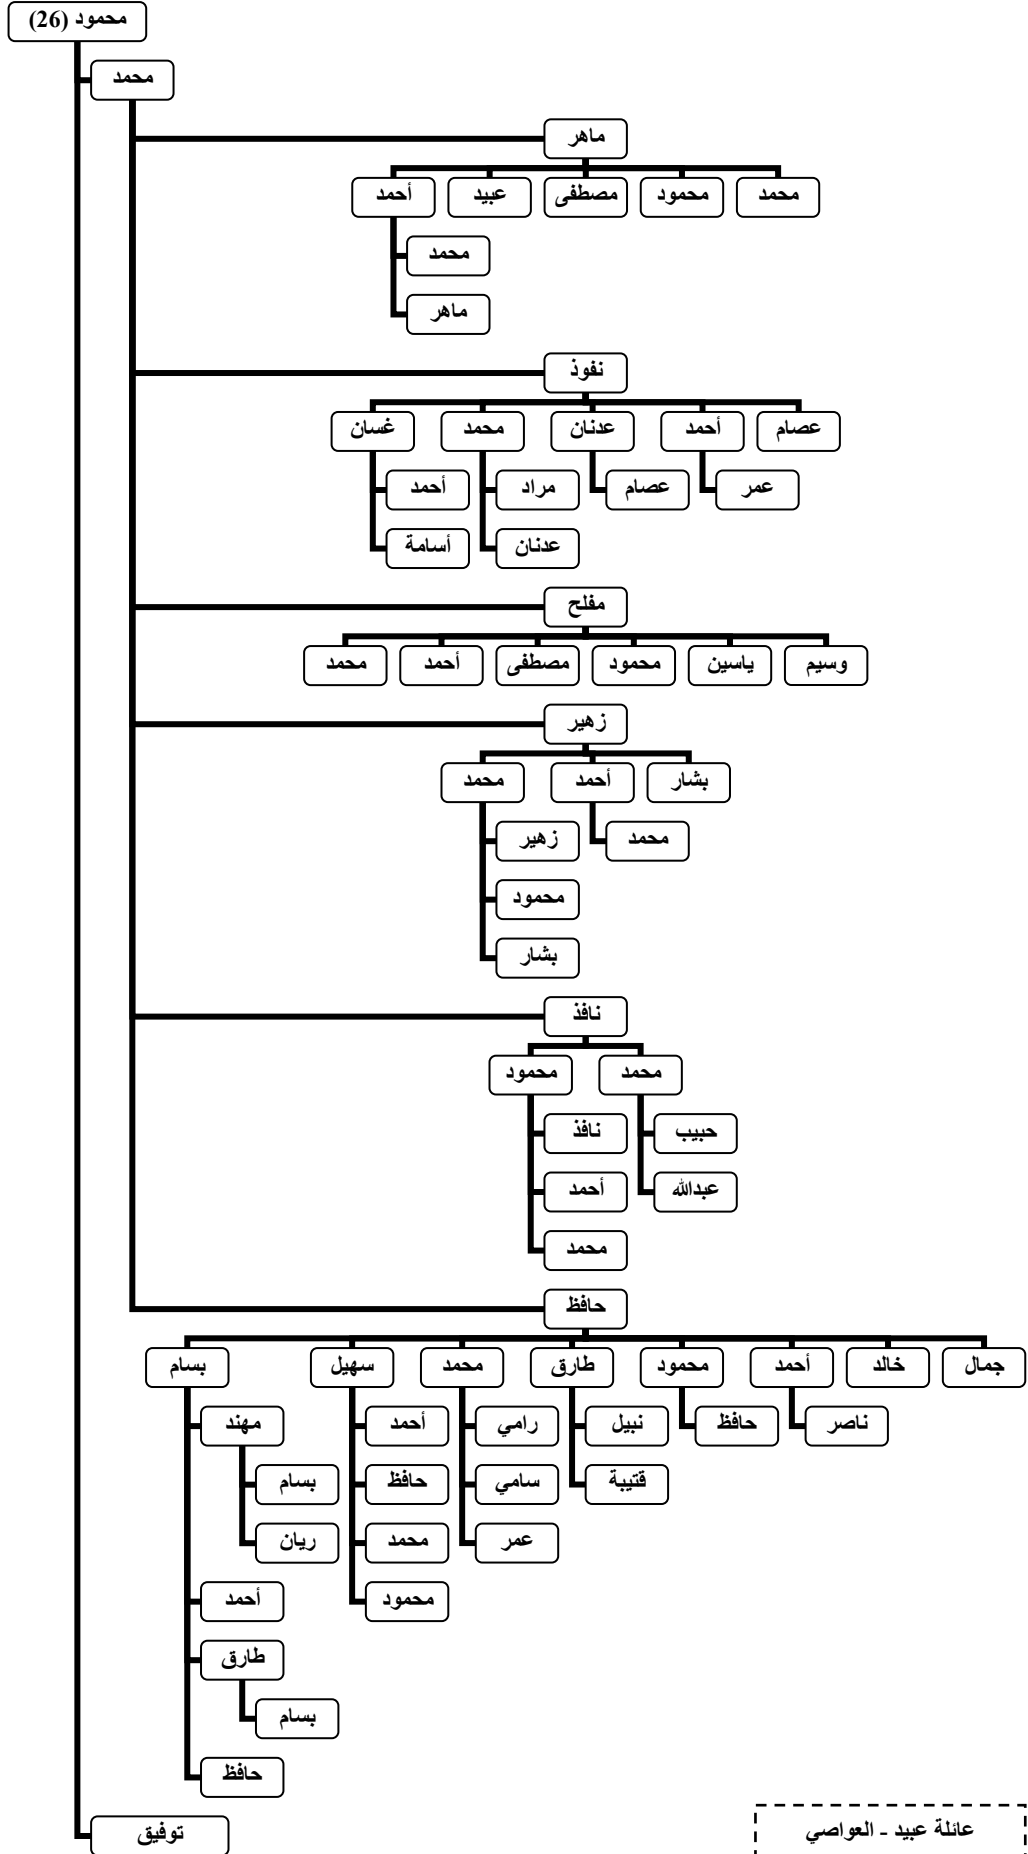 محمود (26)
محمد
ماهر
محمد محمود مصطفى عبيد أحمد
محمد
ماهر
نفوذ
عصام أحمد عدنان محمد غسان
عمر عصام مراد أحمد
عدنان أسامة
مفلح
وسيم ياسين محمود مصطفى أحمد محمد
زهير
بشار أحمد محمد
محمد زهير
محمود
بشار
نافذ
محمد محمود
حبيب نافذ
عبدالله أحمد
محمد
حافظ
جمال خالد أحمد محمود طارق محمد سهيل بسام
ناصر حافظ نبيل رامي أحمد مهند
قتيبة سامي حافظ بسام
عمر محمد ريان
محمود أحمد
طارق
بسام
حافظ
توفيق
عائلة عبيد - العواصي